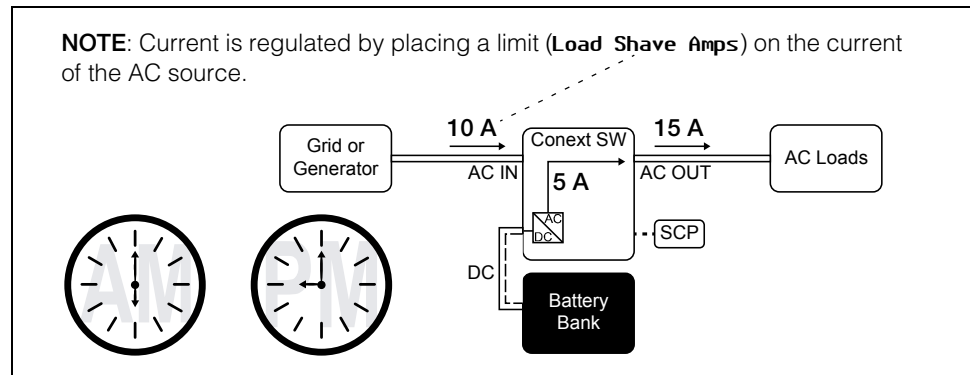 NOTE: Current is regulated by placing a limit (Load Shave Amps) on the current
of the AC source.
10 A
15 A
Grid or
Generator
Conext SW
AC Loads
AC IN
AC OUT
5 A
AC
DC
SCP
DC
AM
PM
Battery
Bank